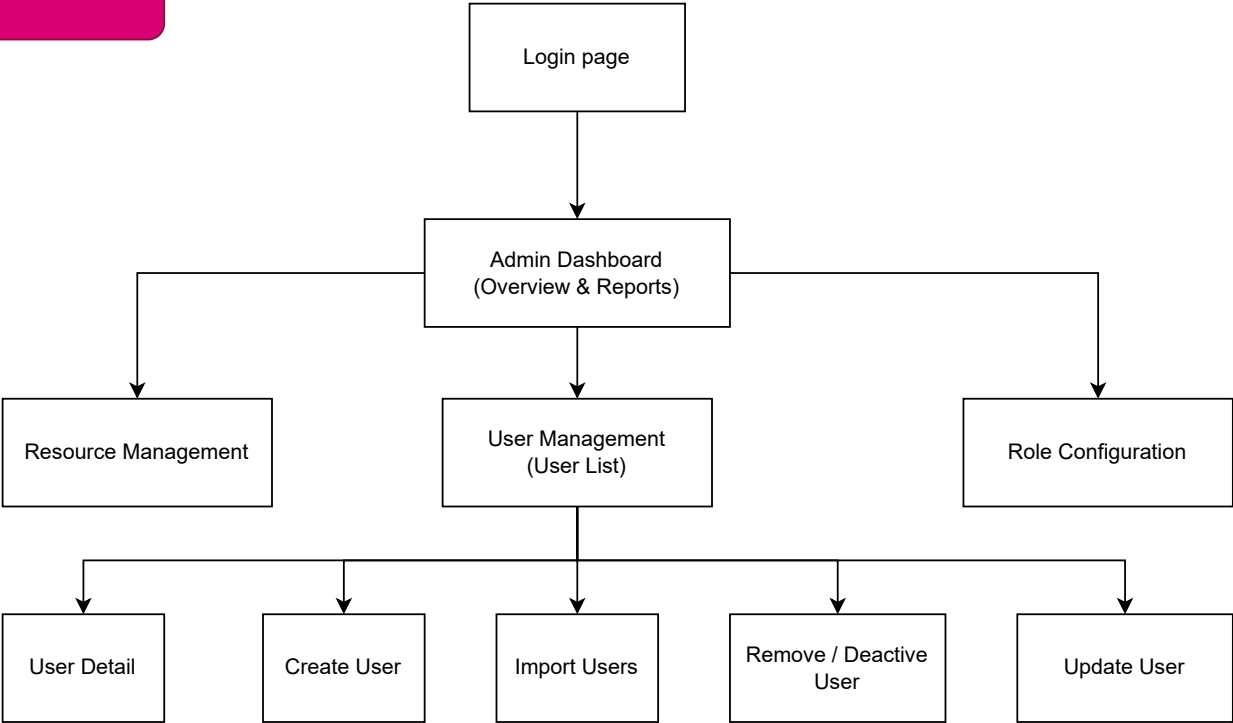 Login page
Admin Dashboard
(Overview & Reports)
Resource Management
User Management
(User List)
Role Configuration
User Detail
Create User
Import Users
Remove / Deactive
User
Update User